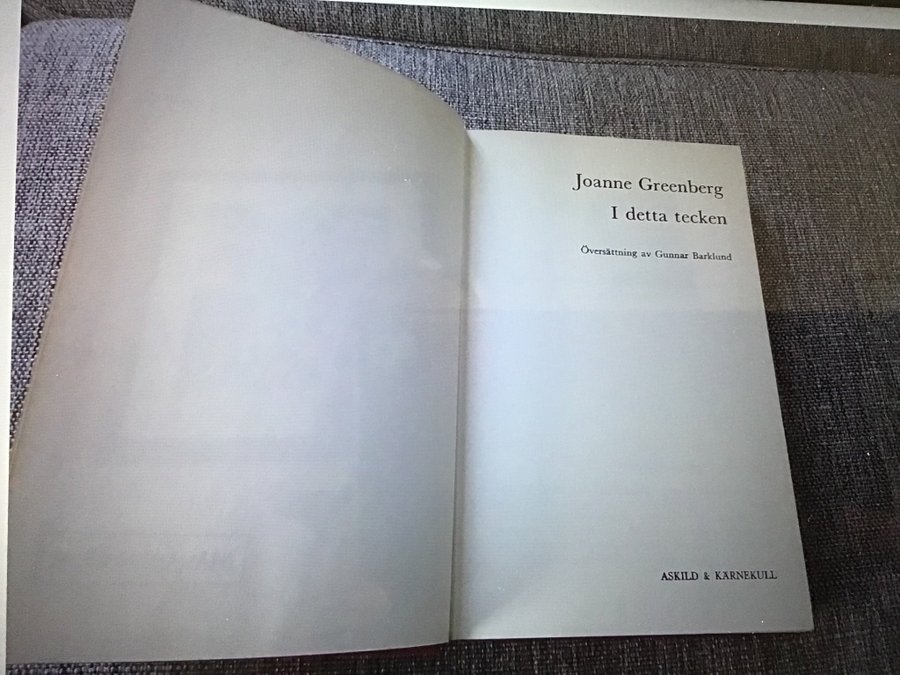 Joanne Greenberg
I detta tecken
Översättning av Gunnar Barklund
ASKILD & KÄRNEKULL